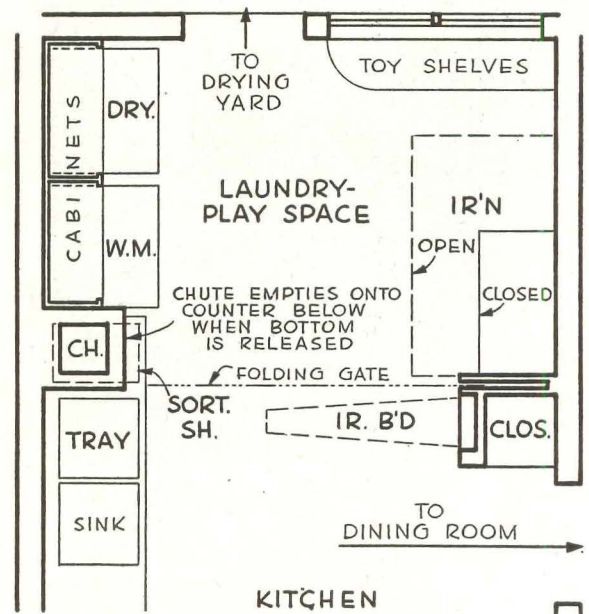 TO
DRYING
YARD
TOY SHELVES
CABINETS
DRY.
LAUNDRY-
PLAY SPACE
IR'N
OPEN
W.M.
CLOSED
CHUTE EMPTIES ONTO
COUNTER BELOW
WHEN BOTTOM
IS RELEASED
CH.
FOLDING GATE
SORT.
SH.
IR. B'D
CLOS.
TRAY
SINK
TO
DINING ROOM
KITCHEN